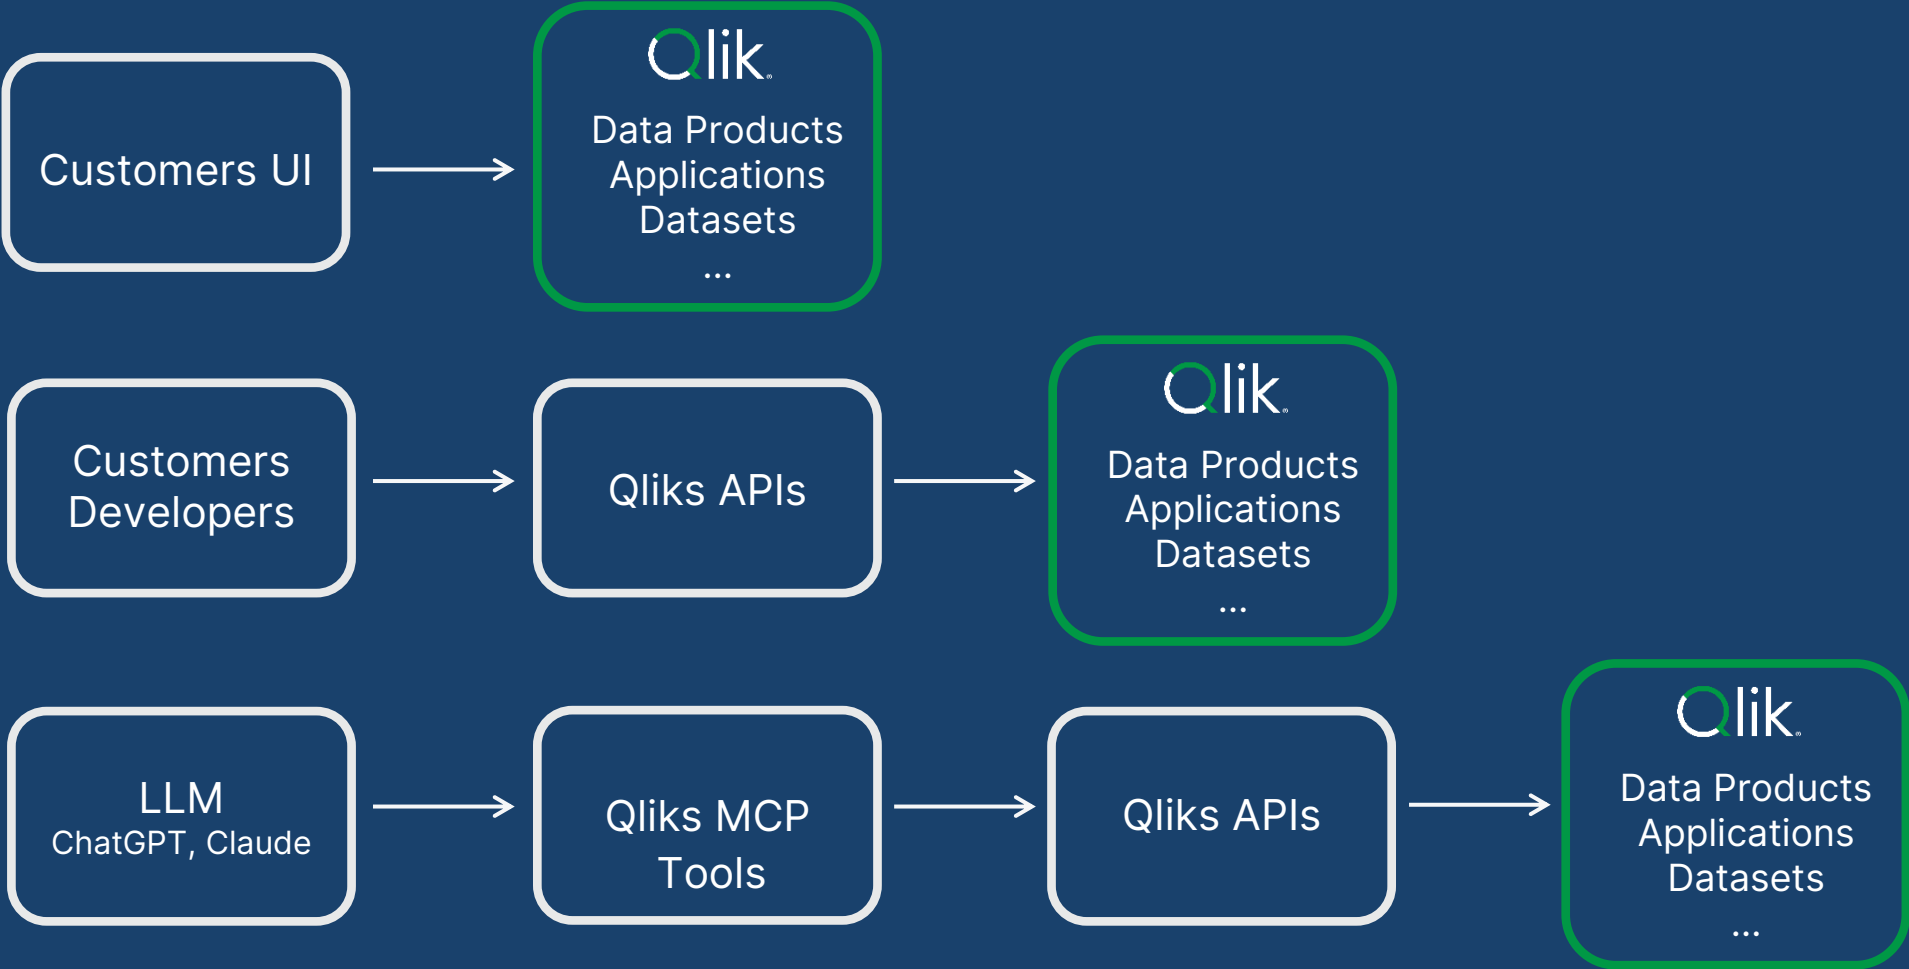 Qlik
Customers UI
Data Products
Applications
Datasets
...
Qlik
Customers
Developers
Qliks APIs
Data Products
Applications
Datasets
...
Qlik
LLM
ChatGPT, Claude
Qliks MCP
Tools
Qliks APIs
Data Products
Applications
Datasets
...